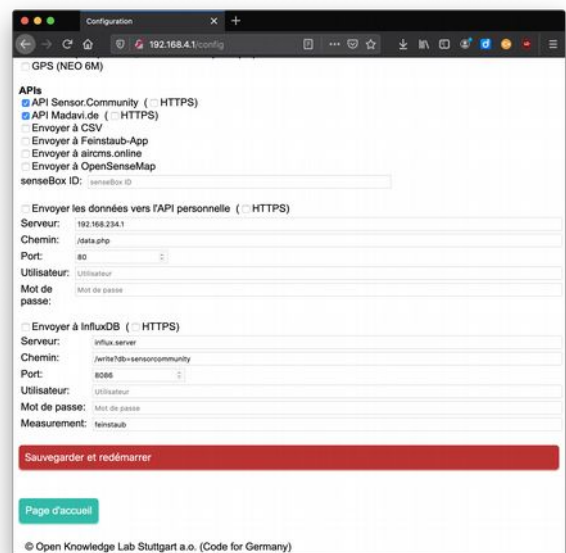 Configuration
192.168.4.1/config
GPS (NEO 6M)
APIs
API Sensor.Community ( HTTPS)
API Madavi.de ( HTTPS)
Envoyer à CSV
Envoyer à Feinstaub-App
Envoyer à aircms.online
Envoyer à OpenSenseMap
senseBox ID: senseBox ID
Envoyer les données vers l'API personelle ( HTTPS)
Serveur: 192.168.234.1
Chemin: /data.php
Port: 80
Utilisateur: Utilisateur
Mot de passe: Mot de passe
Envoyer à InfluxDB ( HTTPS)
Serveur: influx.server
Chemin: /write?db=sensorcommunity
Port: 8086
Utilisateur: Utilisateur
Mot de passe: Mot de passe
Measurement: feinstaub
Sauvegarder et redémarrer
Page d'accueil
© Open Knowledge Lab Stuttgart a.o. (Code for Germany)